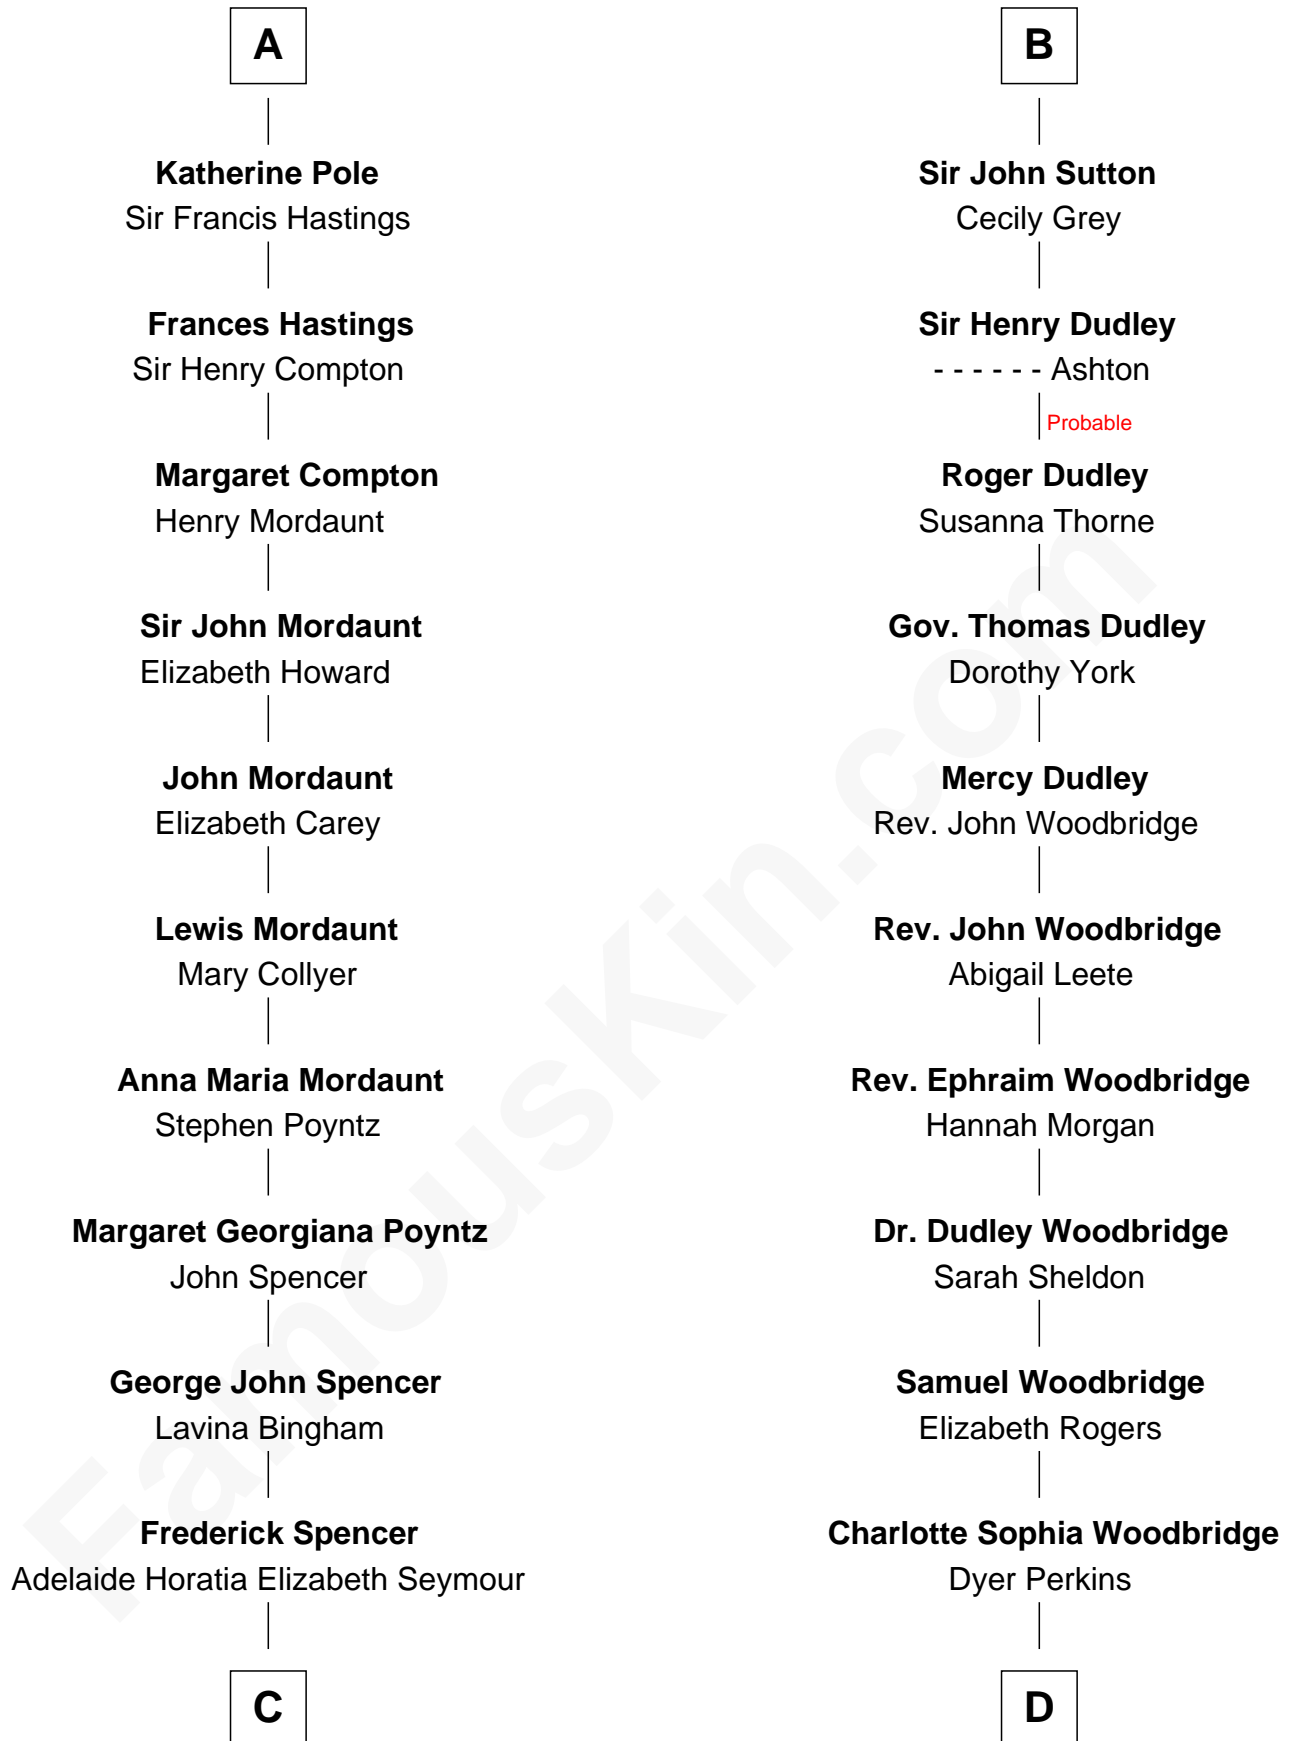 A
Katherine Pole
Sir Francis Hastings
Frances Hastings
Sir Henry Compton
Margaret Compton
Henry Mordaunt
Sir John Mordaunt
Elizabeth Howard
John Mordaunt
Elizabeth Carey
Lewis Mordaunt
Mary Collyer
Anna Maria Mordaunt
Stephen Poyntz
Margaret Georgiana Poyntz
John Spencer
George John Spencer
Lavina Bingham
Frederick Spencer
Adelaide Horatia Elizabeth Seymour
C
B
Sir John Sutton
Cecily Grey
Sir Henry Dudley
- - - - - - Ashton
Probable
Roger Dudley
Susanna Thorne
Gov. Thomas Dudley
Dorothy York
Mercy Dudley
Rev. John Woodbridge
Rev. John Woodbridge
Abigail Leete
Rev. Ephraim Woodbridge
Hannah Morgan
Dr. Dudley Woodbridge
Sarah Sheldon
Samuel Woodbridge
Elizabeth Rogers
Charlotte Sophia Woodbridge
Dyer Perkins
D
FamousKin.com